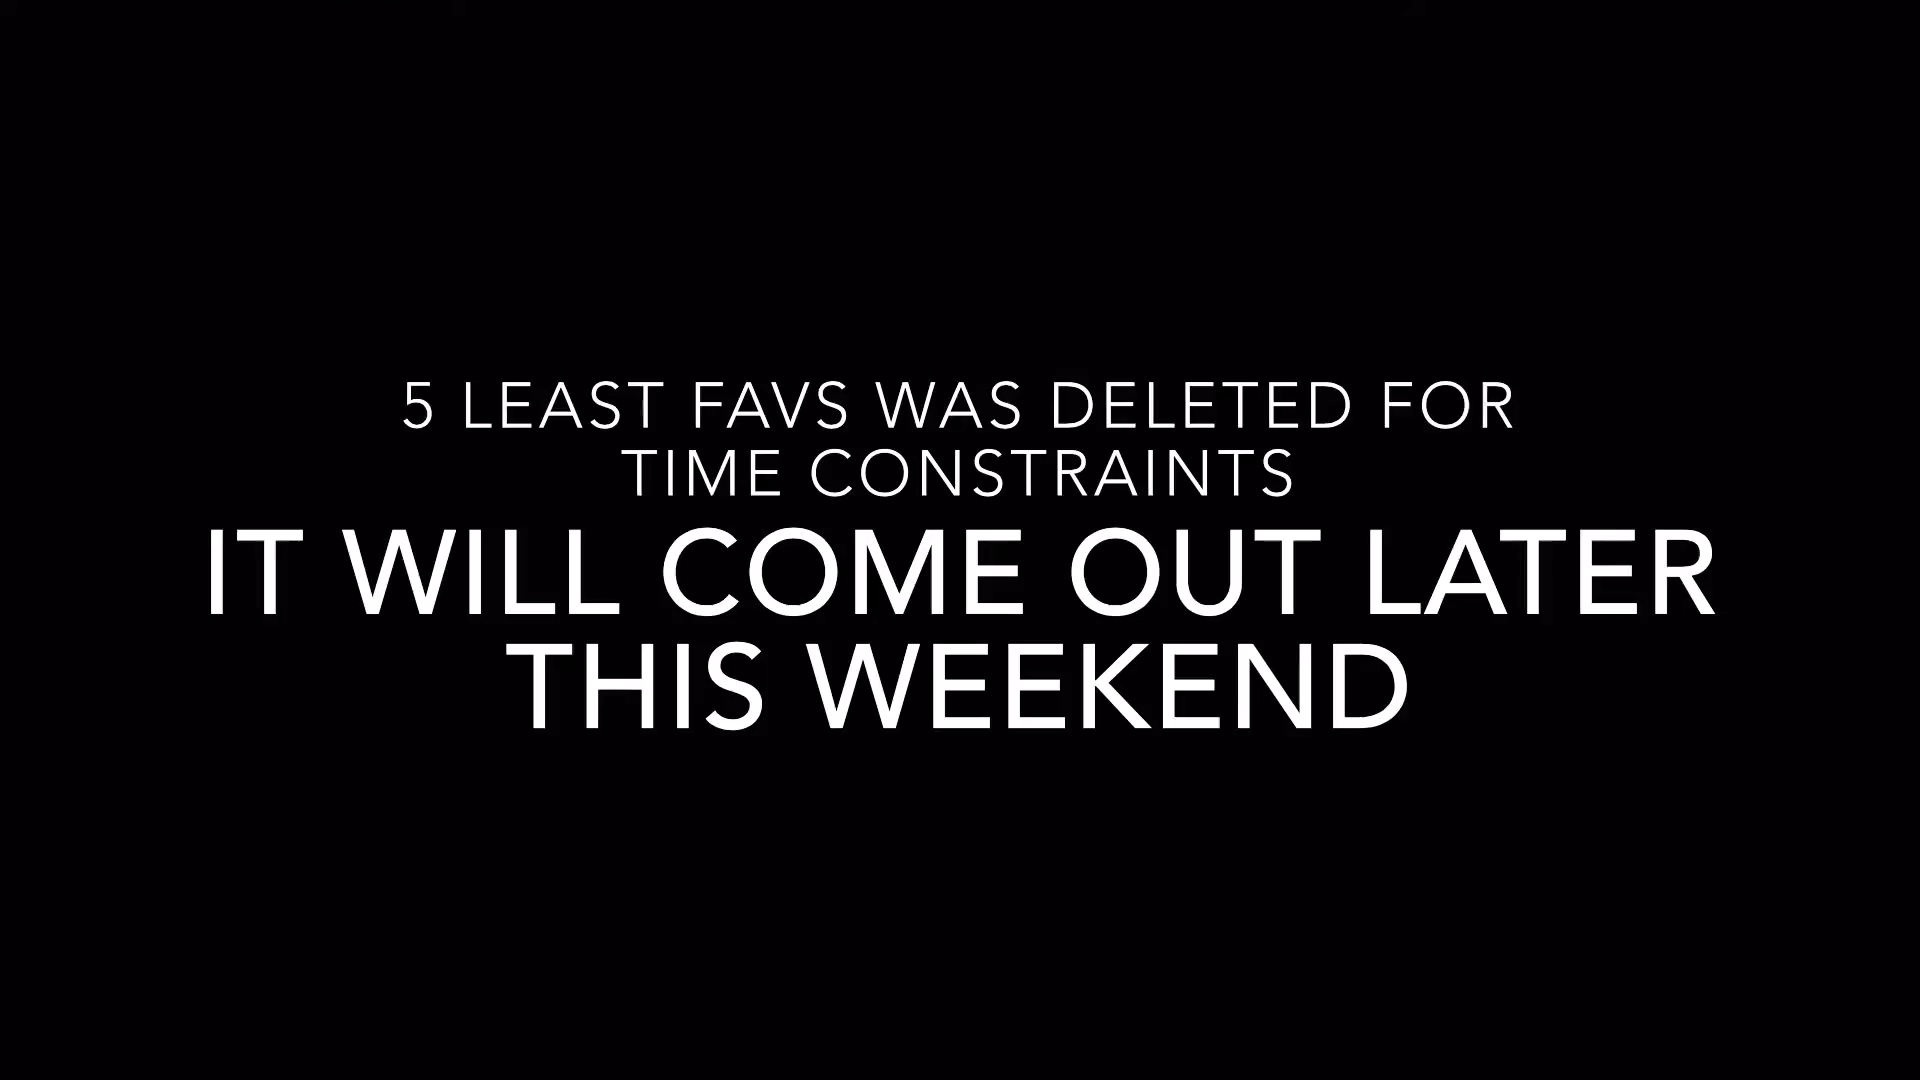 5 LEAST FAVS WAS DELETED FOR
TIME CONSTRAINTS
IT WILL COME OUT LATER
THIS WEEKEND